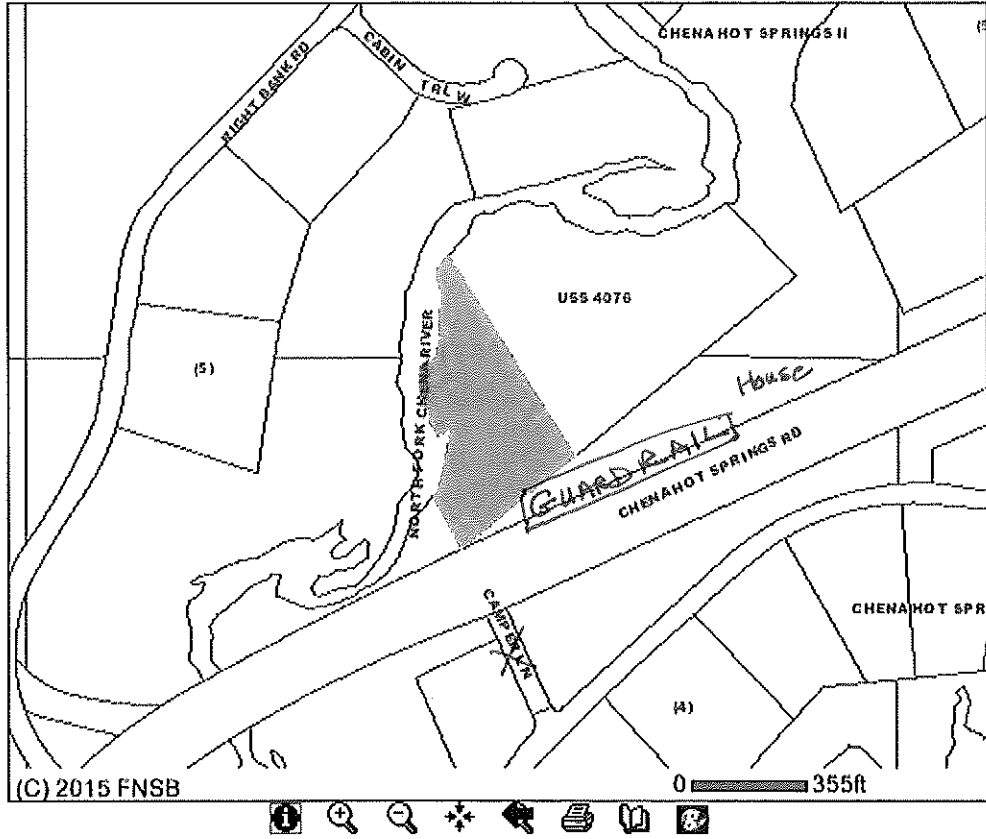 CHENA HOT SPRINGS II
(5
RIGHT BANK RD
CABIN
TRL W
USS 4076
(5)
NORTH FORK CHENA RIVER
House
GUARDRAIL
CHENA HOT SPRINGS RD
CAMPER LN
CHENA HOT SPR
(4)
(C) 2015 FNSB
0 355ft